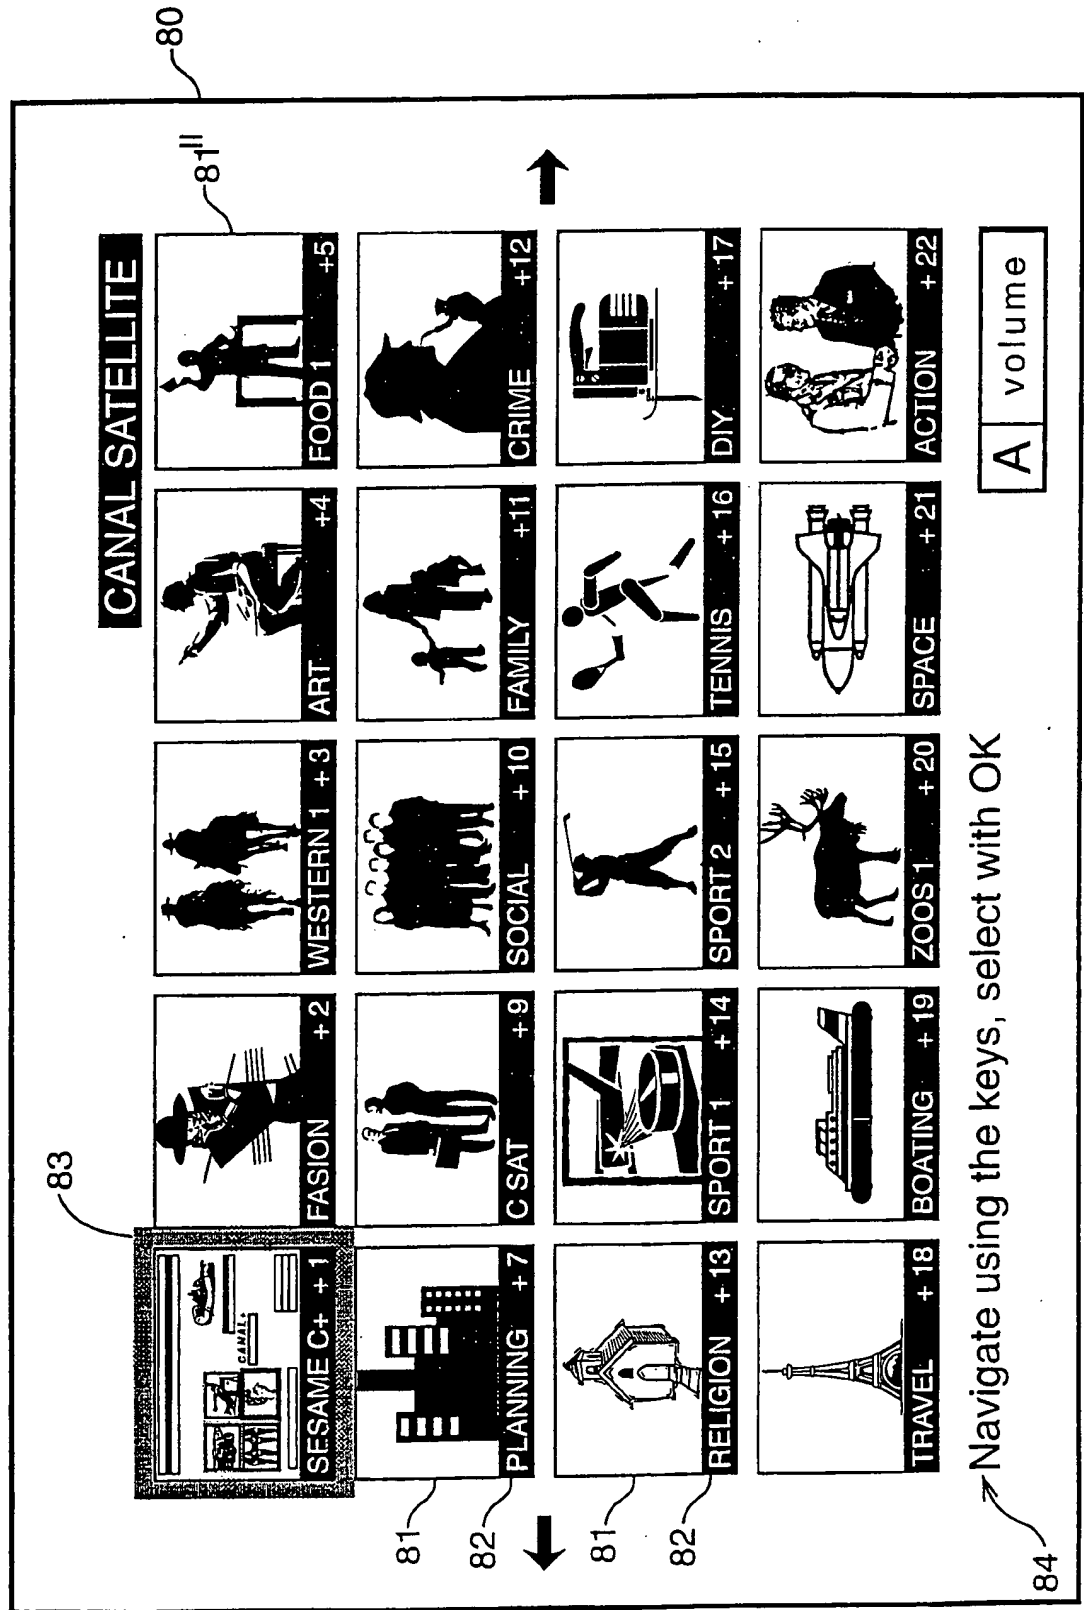 80
CANAL SATELLITE
83
81"
SESAME C+ + 1
FASION + 2
WESTERN 1 + 3
ART +4
FOOD 1 +5
81
82
PLANNING + 7
C SAT + 9
SOCIAL + 10
FAMILY +11
CRIME +12
CANAL+
81
82
RELIGION + 13
SPORT 1 + 14
SPORT 2 + 15
TENNIS + 16
DIY + 17
TRAVEL + 18
BOATING + 19
ZOOS 1 + 20
SPACE + 21
ACTION + 22
84
Navigate using the keys, select with OK
A volume